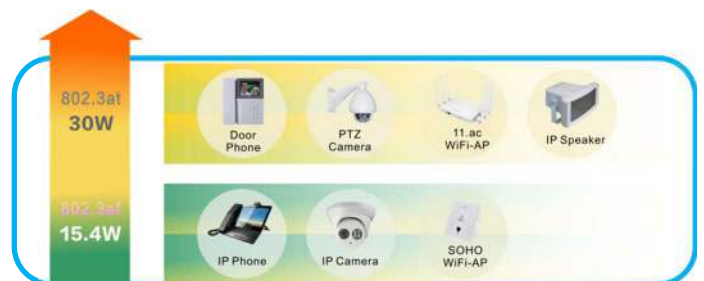 802.3at
30W
Door
Phone
PTZ
Camera
11.ac
WiFi-AP
IP Speaker
802.3af
15.4W
IP Phone
IP Camera
SOHO
WiFi-AP